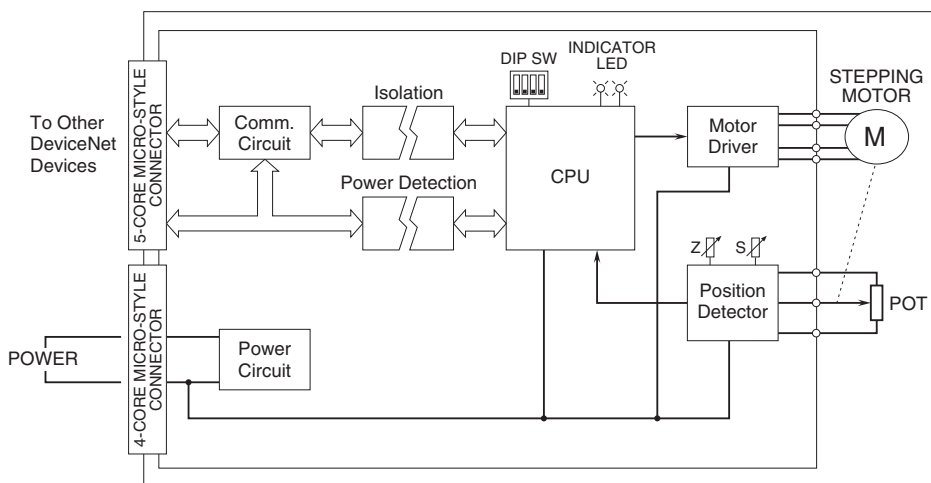 To Other
DeviceNet
Devices
5-CORE MICRO-STYLE
CONNECTOR
Comm.
Circuit
Isolation
Power Detection
DIP SW
INDICATOR
LED
CPU
Motor
Driver
STEPPING
MOTOR
M
Z
S
Position
Detector
POT
POWER
4-CORE MICRO-STYLE
CONNECTOR
Power
Circuit